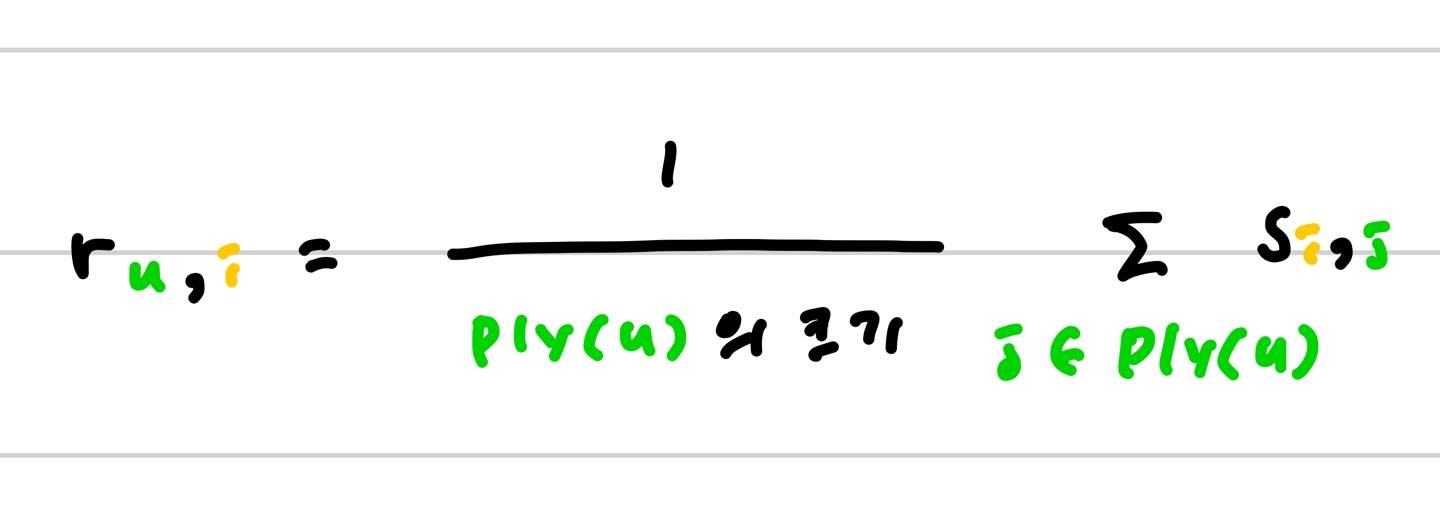 r u,i = 1 / ply(u) 의 크기 Σ j ∈ ply(u) S i,j